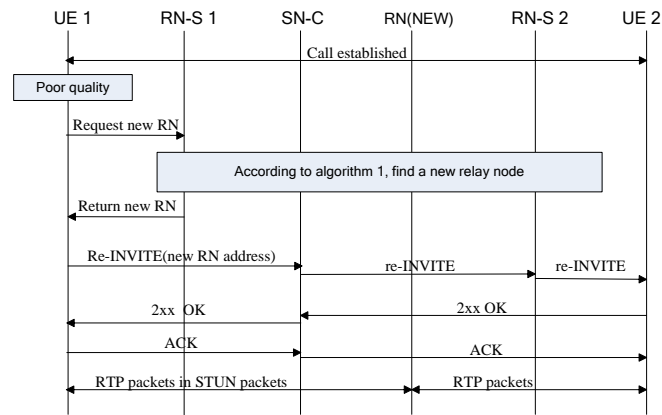 UE 1 RN-S 1 SN-C RN(NEW) RN-S 2 UE 2
Call established
Poor quality
Request new RN
According to algorithm 1, find a new relay node
Return new RN
Re-INVITE(new RN address)
re-INVITE
re-INVITE
2xx OK
2xx OK
ACK
ACK
RTP packets in STUN packets
RTP packets